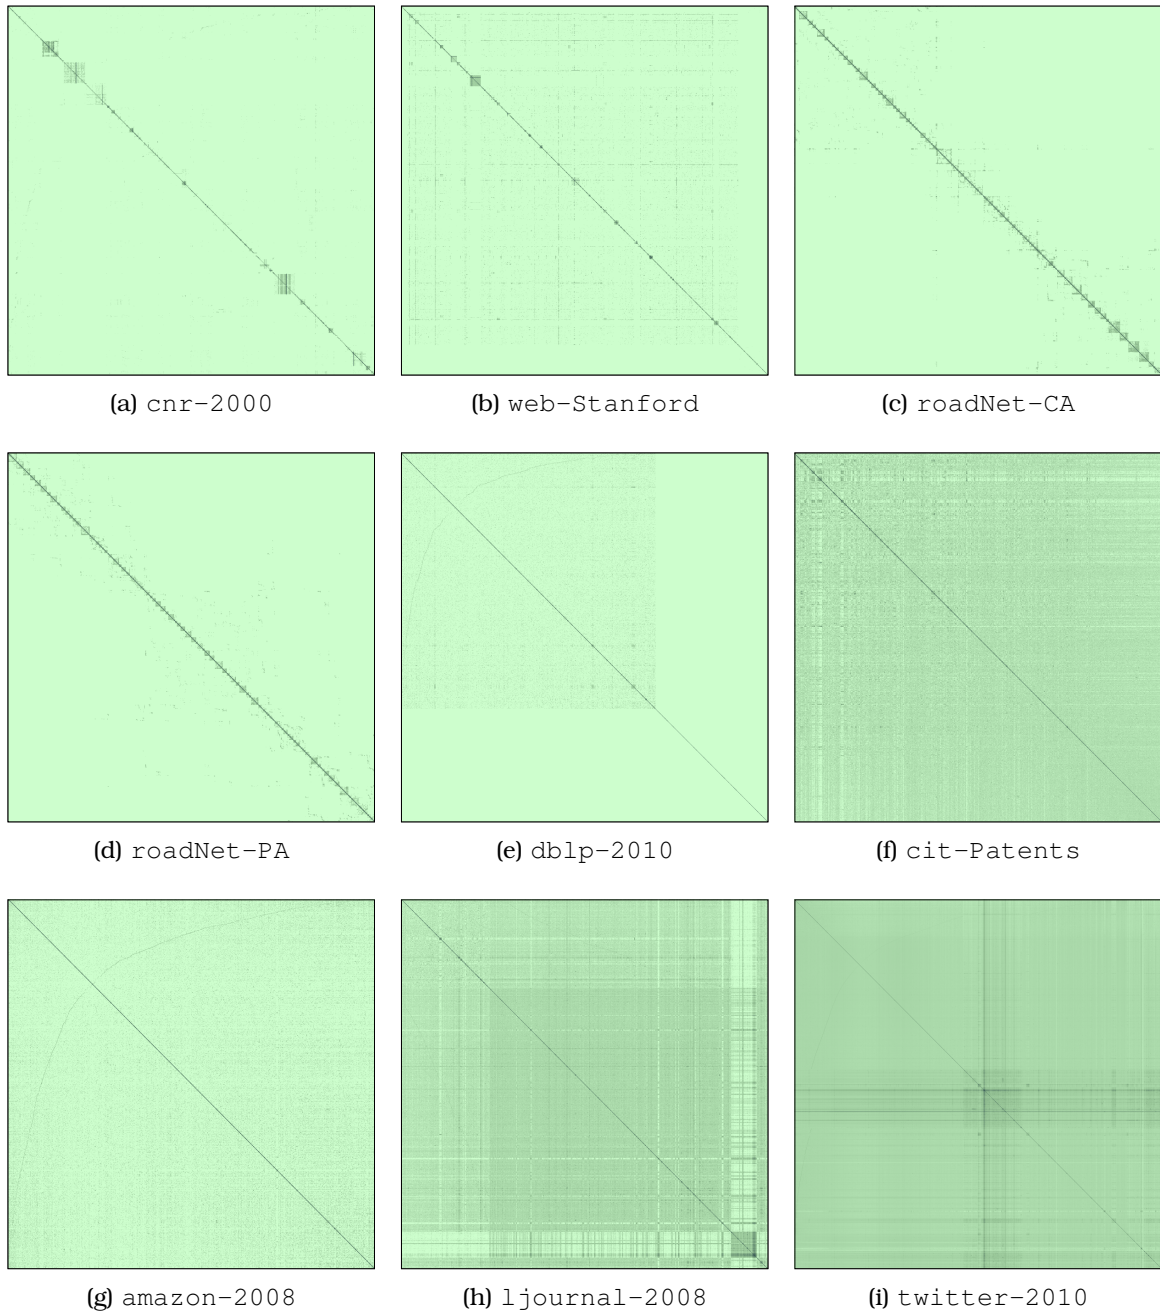 (a) cnr-2000
(b) web-Stanford
(c) roadNet-CA
(d) roadNet-PA
(e) dblp-2010
(f) cit-Patents
(g) amazon-2008
(h) ljournal-2008
(i) twitter-2010